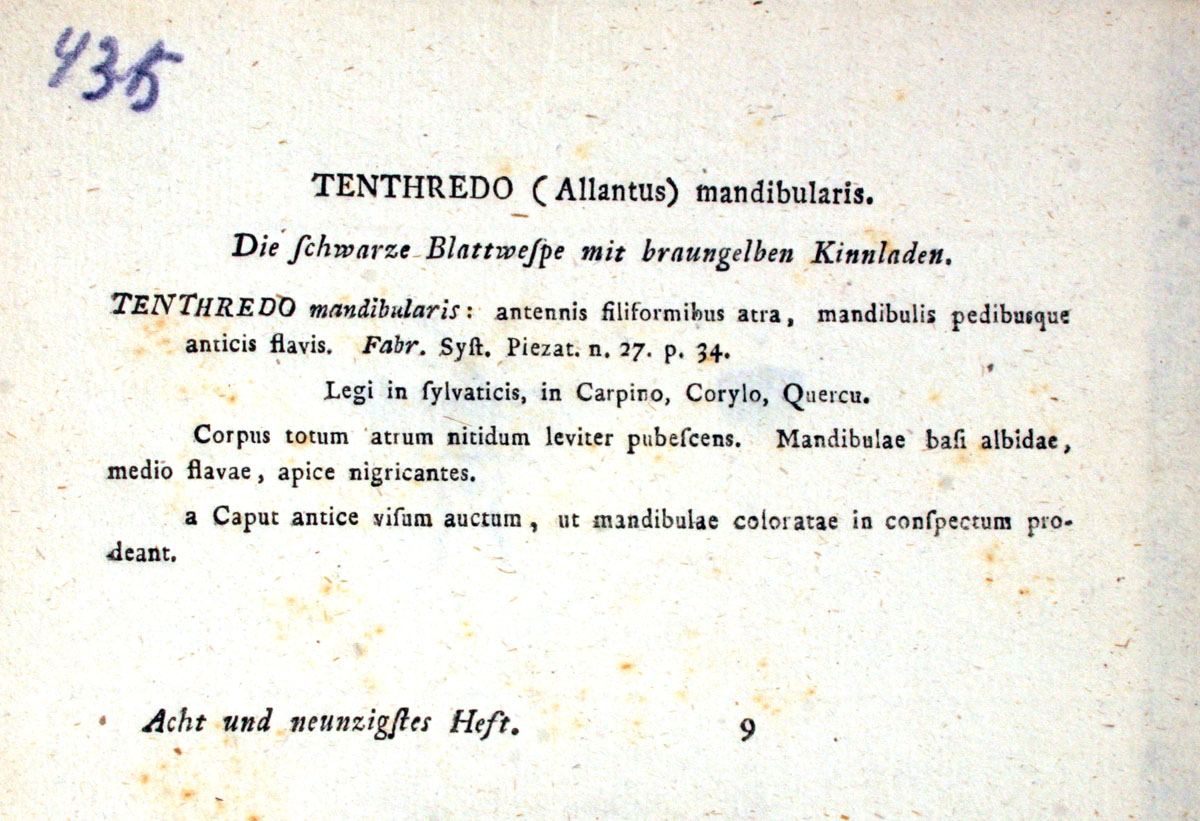 435
TENTHREDO (Allantus) mandibularis.
Die ſchwarze Blattweſpe mit braungelben Kinnladen.
TENTHREDO mandibularis: antennis filiformibus atra, mandibulis pedibusque
anticis flavis. Fabr. Syſt. Piezat. n. 27. p. 34.
Legi in ſylvaticis, in Carpino, Corylo, Quercu.
Corpus totum atrum nitidum leviter pubeſcens. Mandibulae baſi albidae,
medio flavae, apice nigricantes.
a Caput antice viſum auctum, ut mandibulae coloratae in conſpectum pro-
deant.
Acht und neunzigſtes Heft. 9